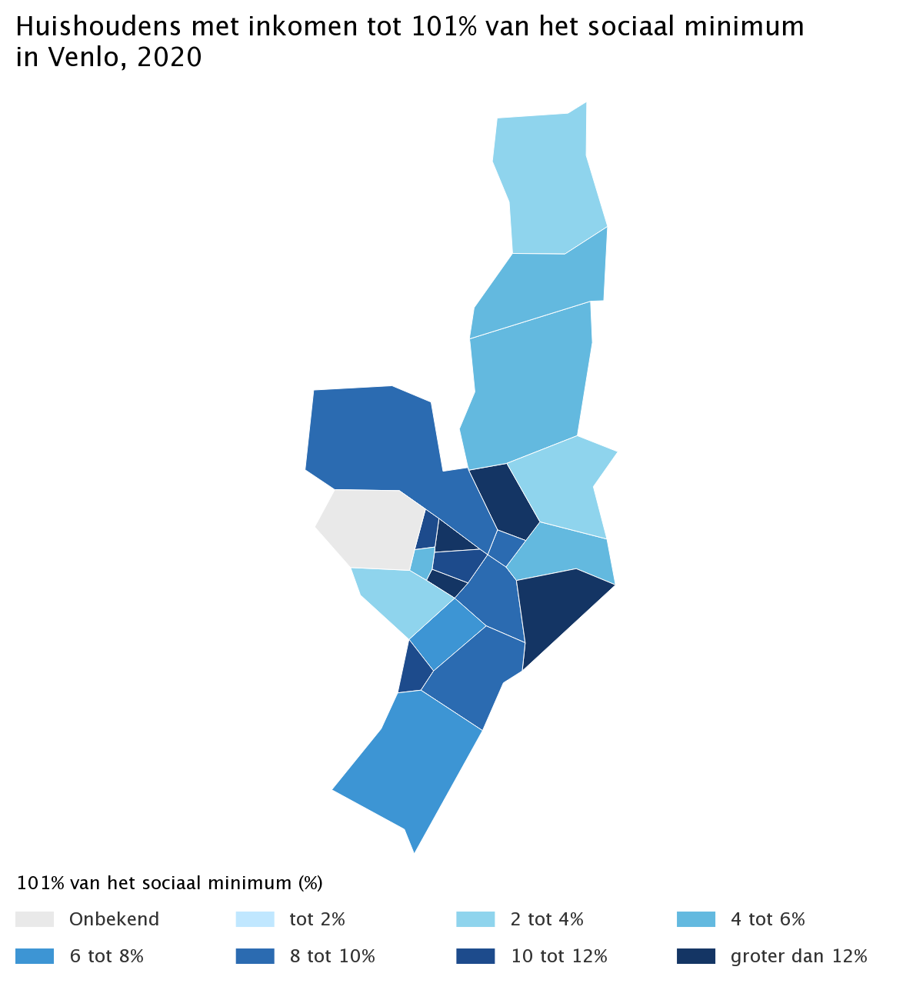 Huishoudens met inkomen tot 101% van het sociaal minimum
in Venlo, 2020
101% van het sociaal minimum (%)
Onbekend tot 2% 2 tot 4% 4 tot 6%
6 tot 8% 8 tot 10% 10 tot 12% groter dan 12%